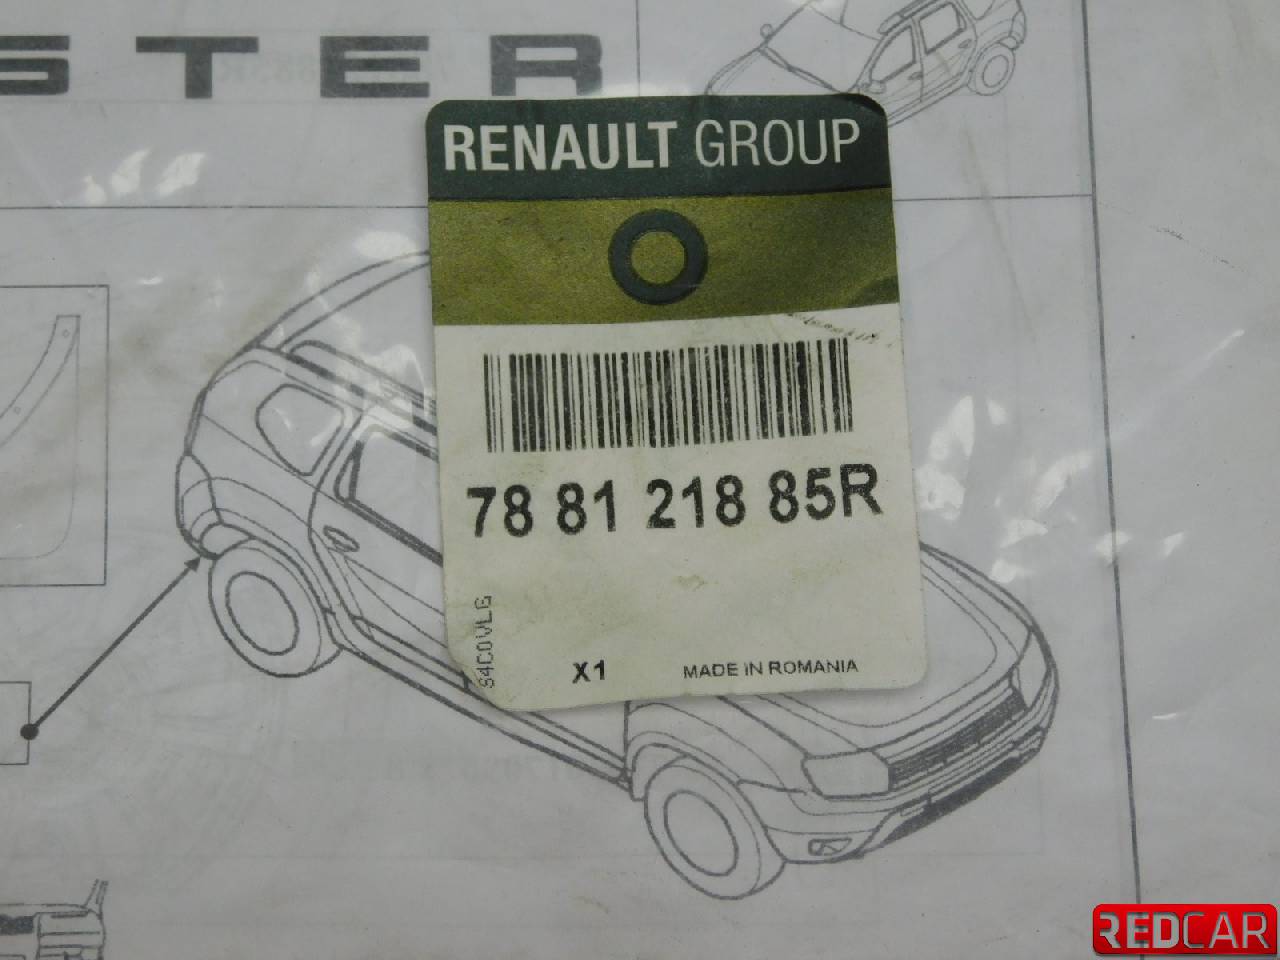 STER
RENAULT GROUP
78 81 218 85R
S4C0VLG
X1 MADE IN ROMANIA
REDCAR